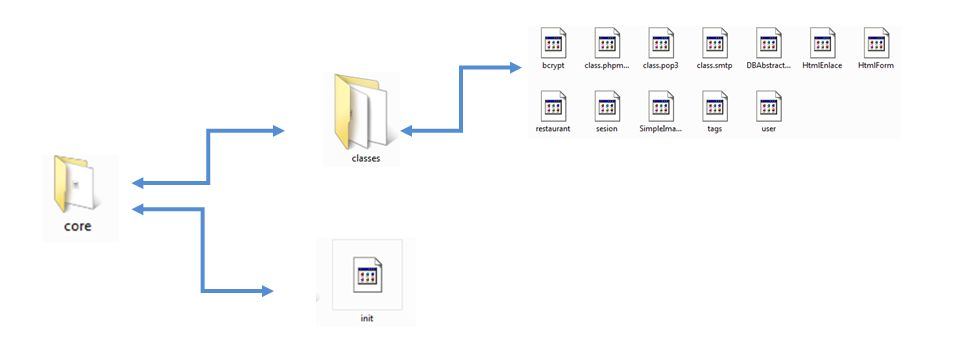 bcrypt class.phpm... class.pop3 class.smtp DBAbstract... HtmlEnlace HtmlForm
restaurant sesion SimpleIma... tags user
classes
core
init